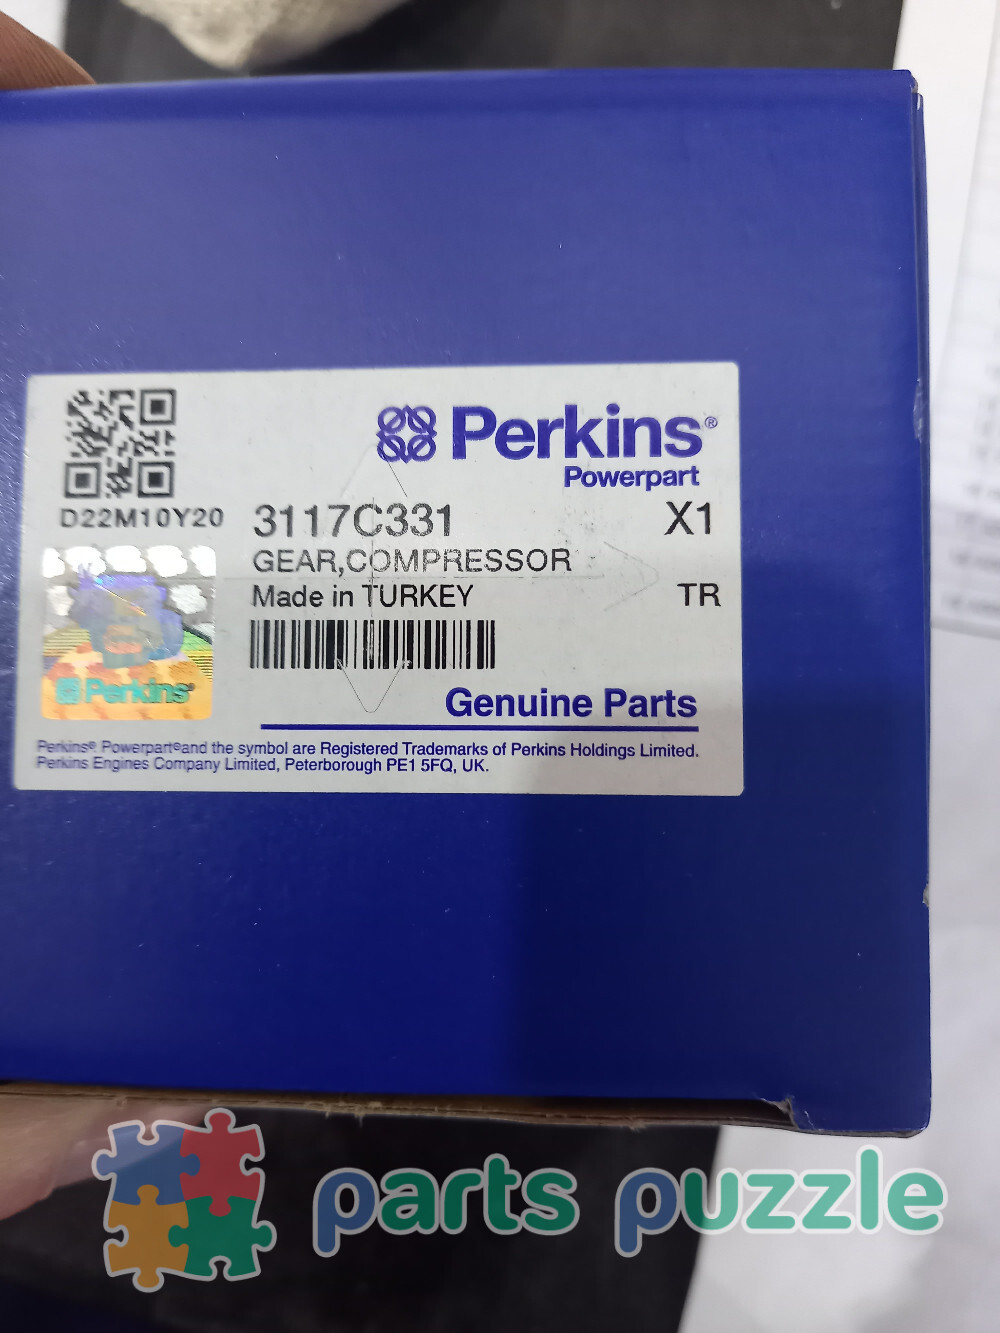 Perkins®
Powerpart
D22M10Y20
3117C331
X1
GEAR,COMPRESSOR
Made in TURKEY
TR
Perkins
Genuine Parts
Perkins® Powerpart® and the symbol are Registered Trademarks of Perkins Holdings Limited.
Perkins Engines Company Limited, Peterborough PE1 5FQ, UK.
parts puzzle